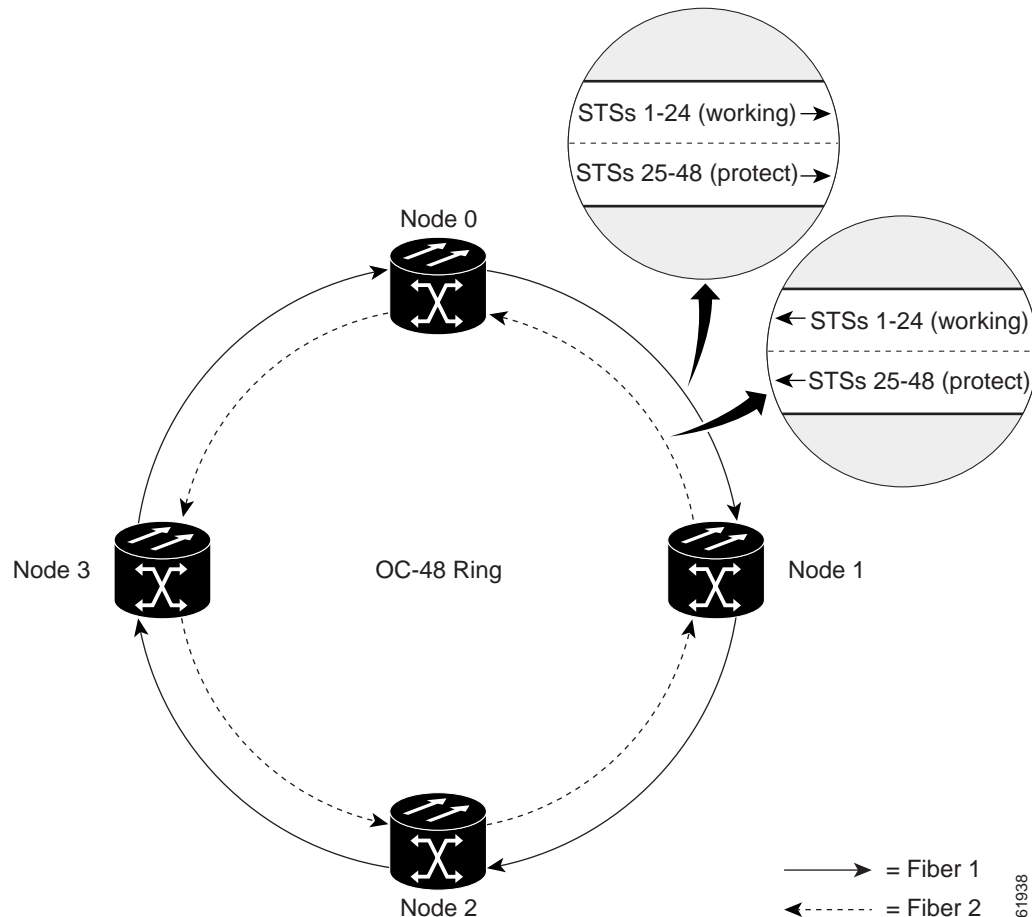 STSs 1-24 (working)
STSs 25-48 (protect)
Node 0
STSs 1-24 (working)
STSs 25-48 (protect)
Node 3
OC-48 Ring
Node 1
Node 2
= Fiber 1
= Fiber 2
61938